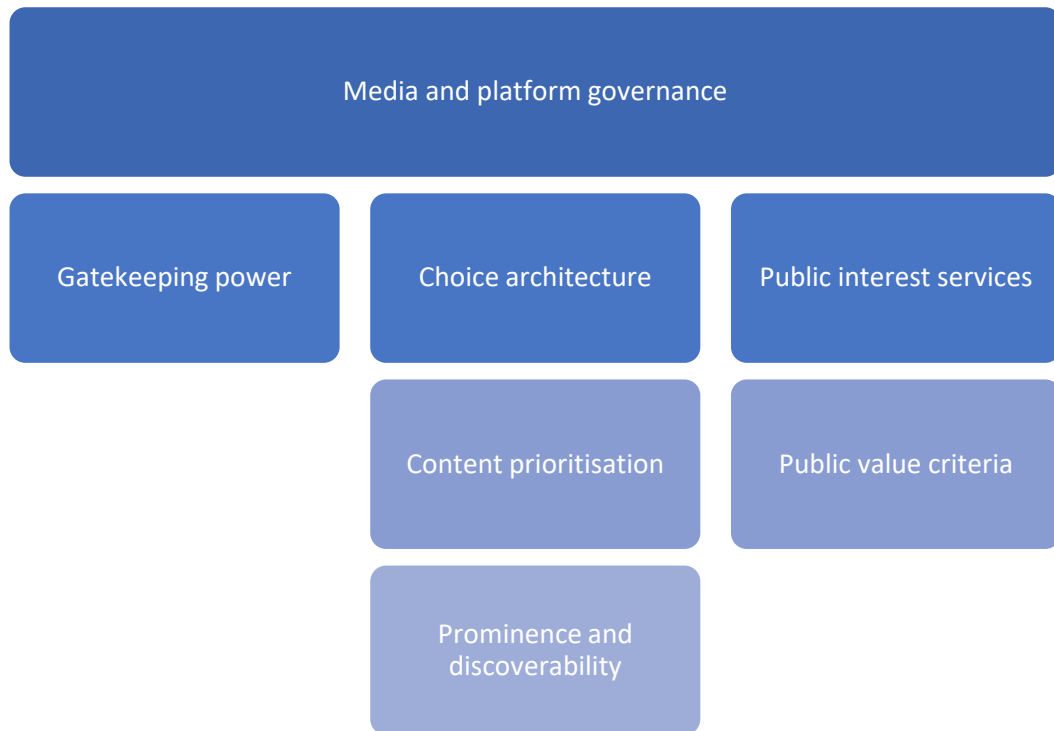 Media and platform governance
Gatekeeping power
Choice architecture
Public interest services
Content prioritisation
Public value criteria
Prominence and
discoverability